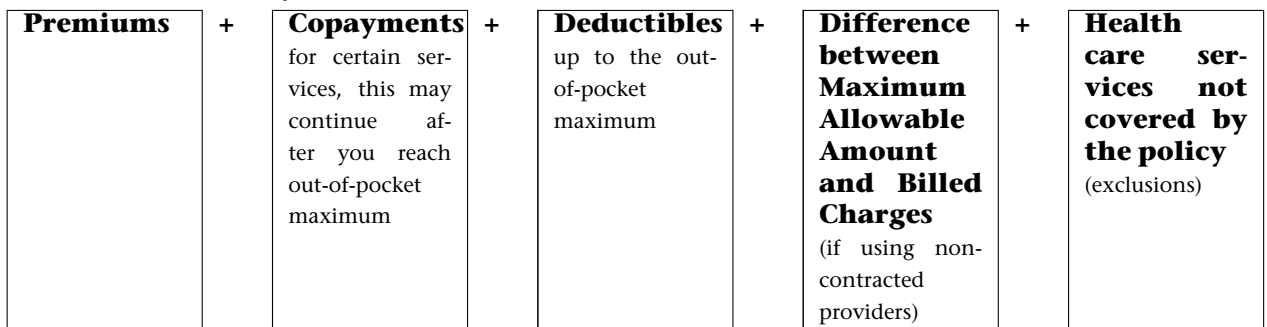 Premiums
+
Copayments
for certain ser-
vices, this may
continue af-
ter you reach
out-of-pocket
maximum
+
Deductibles
up to the out-
of-pocket
maximum
+
Difference
between
Maximum
Allowable
Amount
and Billed
Charges
(if using non-
contracted
providers)
+
Health
care ser-
vices not
covered by
the policy
(exclusions)